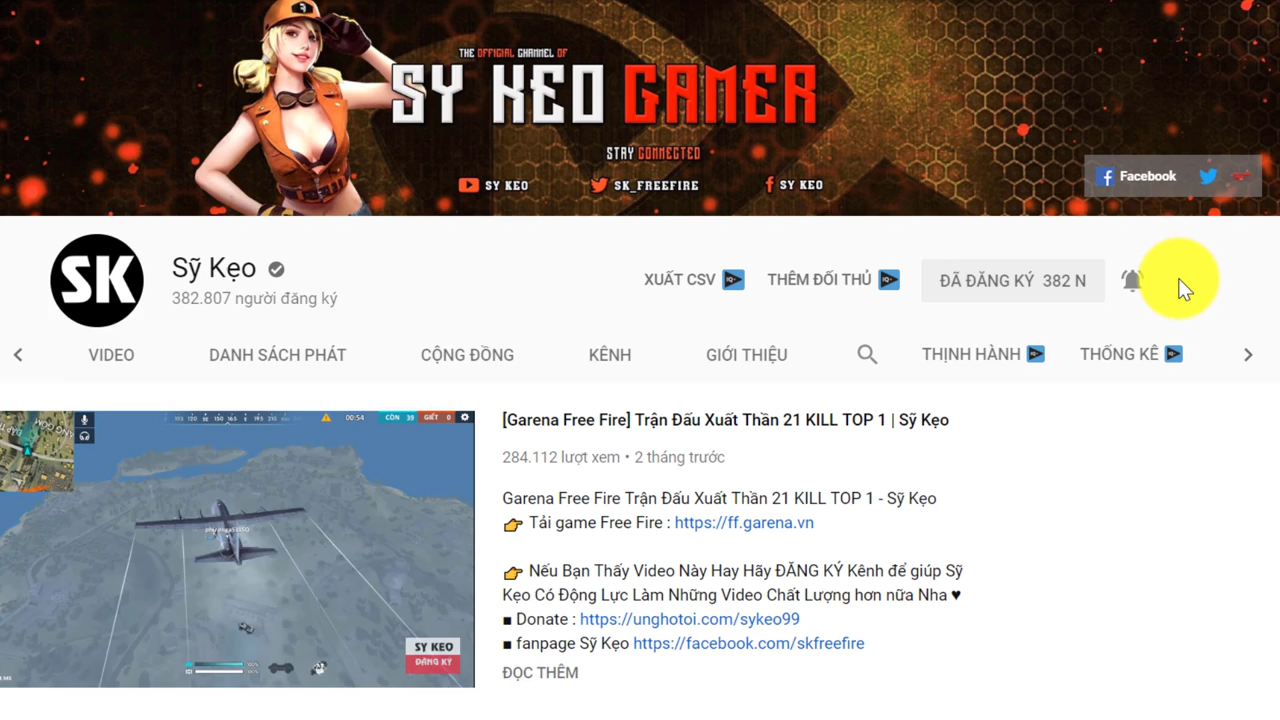 THE OFFICIAL CHANNEL OF
SY KEO GAMER
STAY CONNECTED
SY KEO
SK_FREEFIRE
SY KEO
Facebook
SK
Sỹ Kẹo
382.807 người đăng ký
XUẤT CSV
THÊM ĐỐI THỦ
ĐÃ ĐĂNG KÝ 382 N
VIDEO
DANH SÁCH PHÁT
CỘNG ĐỒNG
KÊNH
GIỚI THIỆU
THỊNH HÀNH
THỐNG KÊ
00:54
CÒN 39
GIẾT 0
SY KEO
ĐĂNG KÝ
[Garena Free Fire] Trận Đấu Xuất Thần 21 KILL TOP 1 | Sỹ Kẹo
284.112 lượt xem • 2 tháng trước
Garena Free Fire Trận Đấu Xuất Thần 21 KILL TOP 1 - Sỹ Kẹo
👉 Tải game Free Fire : https://ff.garena.vn
👉 Nếu Bạn Thấy Video Này Hay Hãy ĐĂNG KÝ Kênh để giúp Sỹ
Kẹo Có Động Lực Làm Những Video Chất Lượng hơn nữa Nha ♥
■ Donate : https://unghotoi.com/sykeo99
■ fanpage Sỹ Kẹo https://facebook.com/skfreefire
ĐỌC THÊM